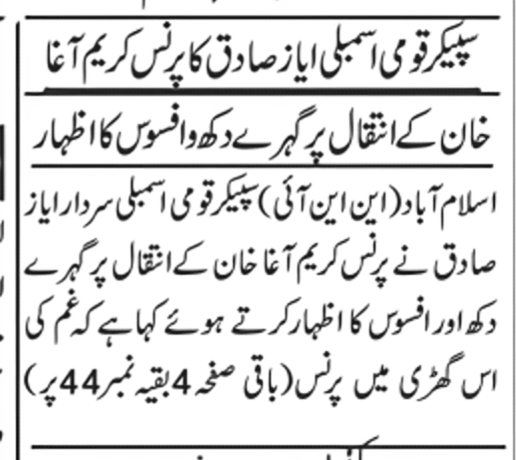 سپیکر قومی اسمبلی ایاز صادق کا پرنس کریم آغا
خان کے انتقال پر گہرے دکھ و افسوس کا اظہار
اسلام آباد (این این آئی) سپیکر قومی اسمبلی سردار ایاز
صادق نے پرنس کریم آغا خان کے انتقال پر گہرے
دکھ اور افسوس کا اظہار کرتے ہوئے کہا ہے کہ غم کی
اس گھڑی میں پرنس (باقی صفحہ 4 بقیہ نمبر 44 پر)